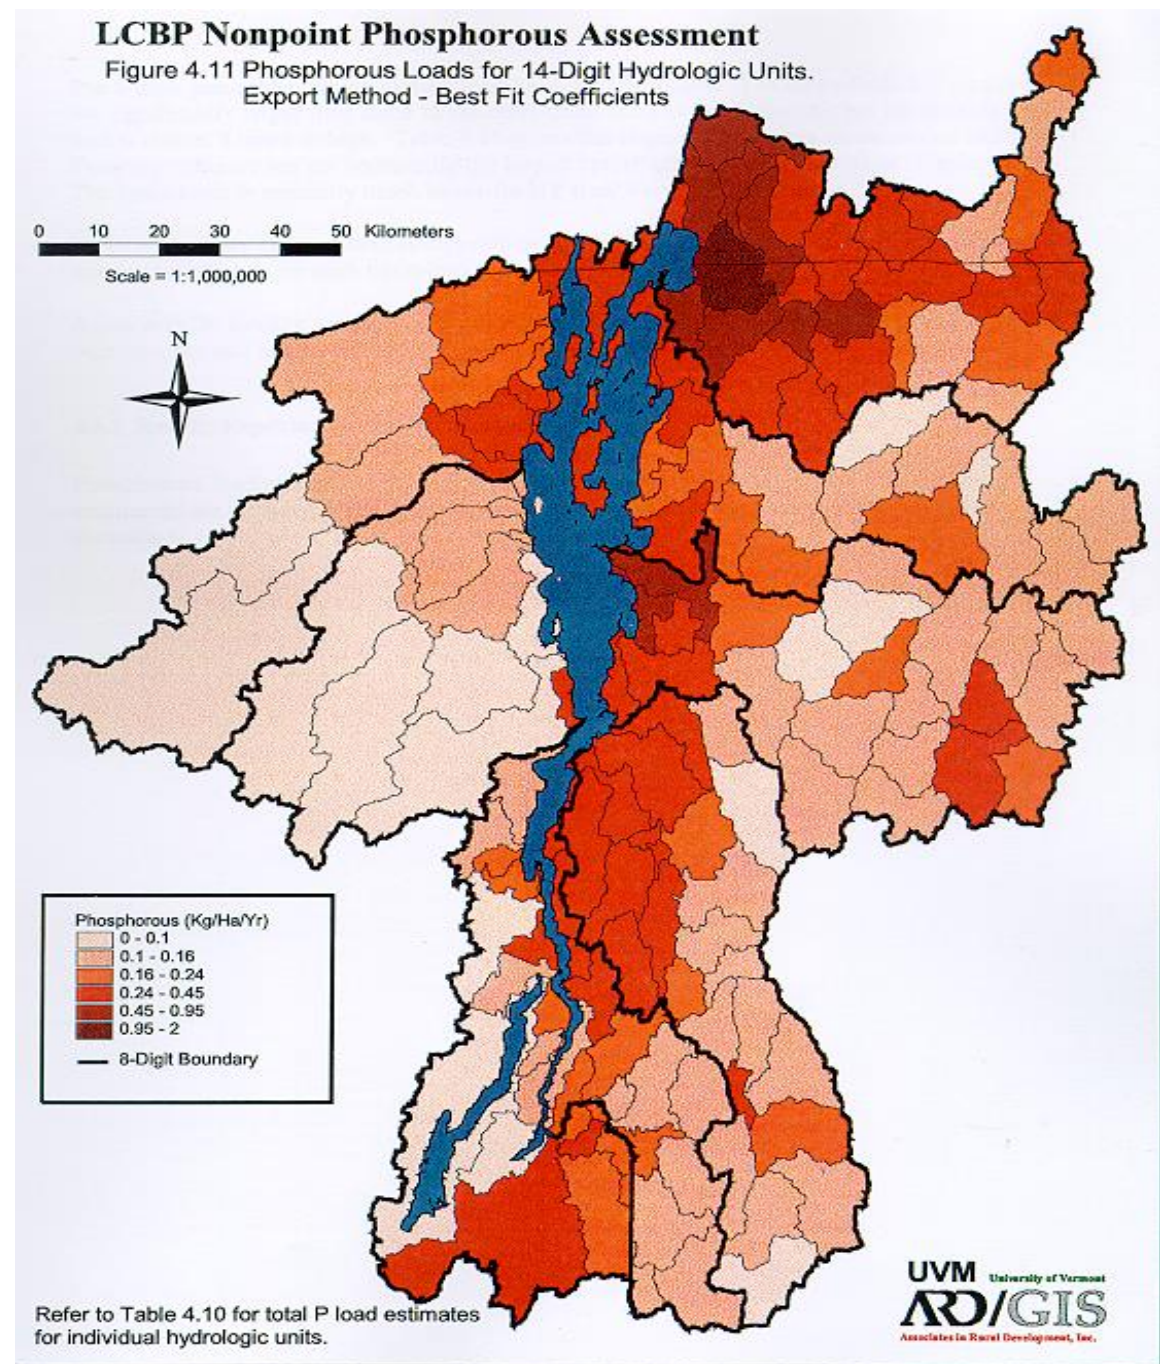 LCBP Nonpoint Phosphorous Assessment
Figure 4.11 Phosphorous Loads for 14-Digit Hydrologic Units.
Export Method - Best Fit Coefficients
0 10 20 30 40 50 Kilometers
Scale = 1:1,000,000
N
Phosphorous (Kg/Ha/Yr)
0 - 0.1
0.1 - 0.16
0.16 - 0.24
0.24 - 0.45
0.45 - 0.95
0.95 - 2
8-Digit Boundary
Refer to Table 4.10 for total P load estimates
for individual hydrologic units.
UVM University of Vermont
ARD/GIS
Associates in Rural Development, Inc.